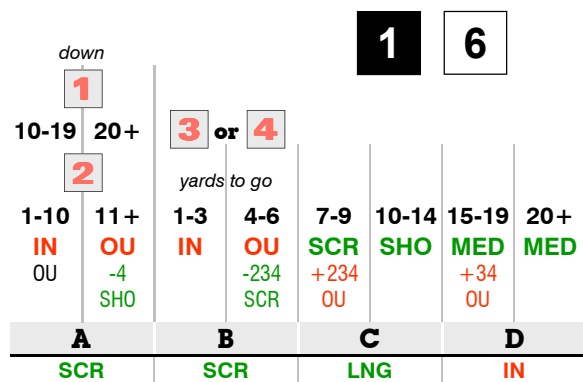 1 6
down
1
10-19 20+ 3 or 4
2 yards to go
1-10 11+ 1-3 4-6 7-9 10-14 15-19 20+
IN OU IN OU SCR SHO MED MED
OU -4 -234 +234 +34
SHO SCR OU OU
A B C D
SCR SCR LNG IN